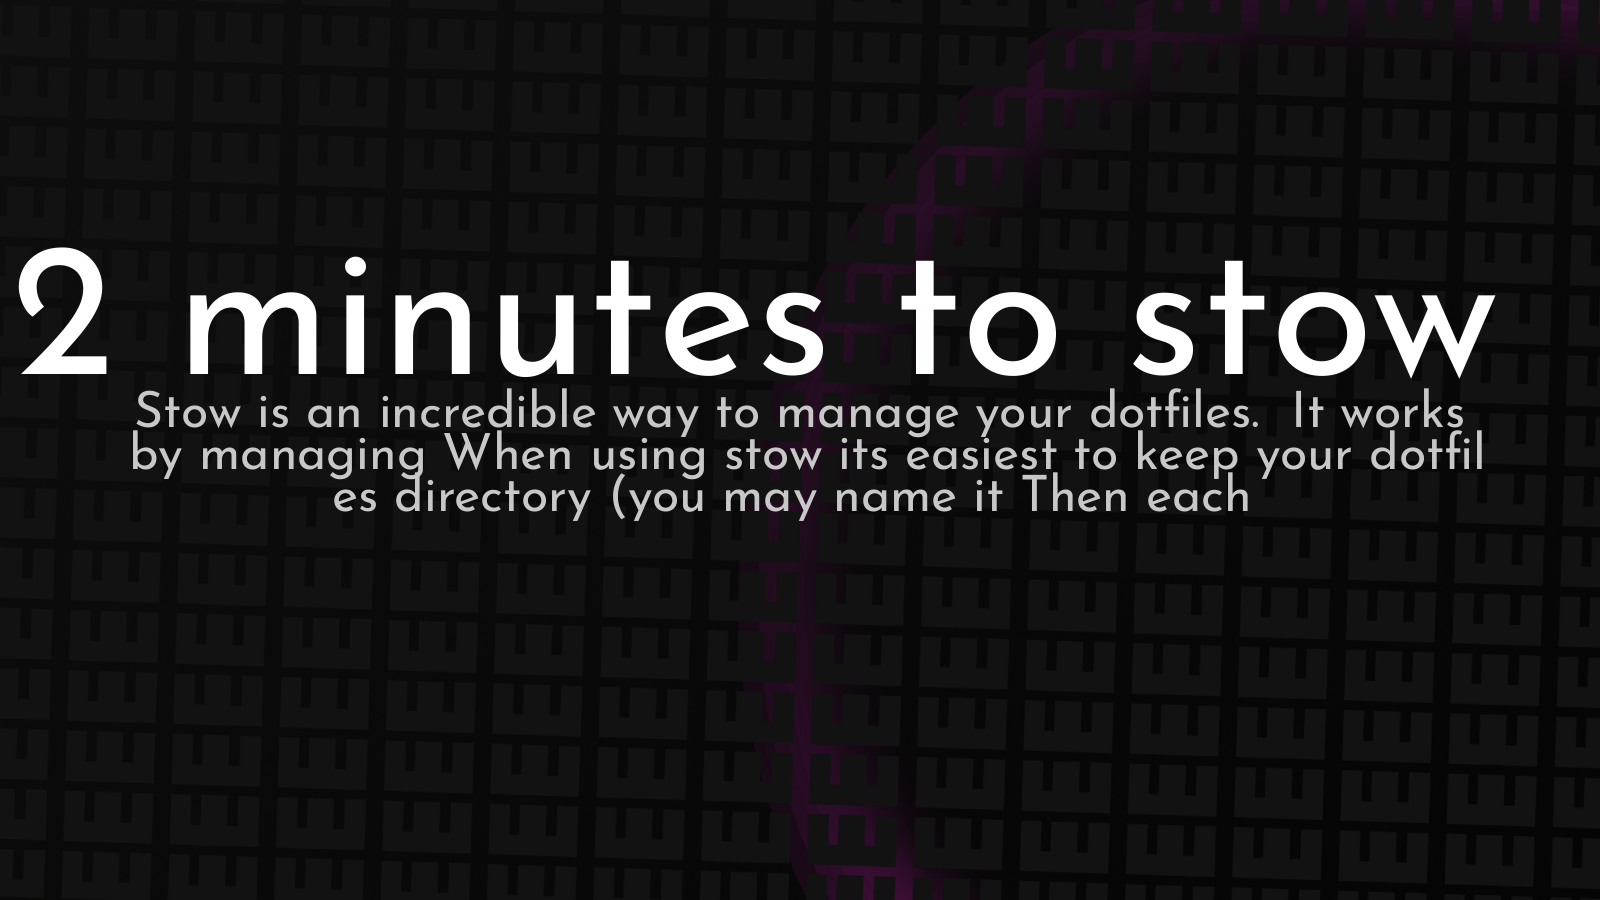 2 minutes to stow
Stow is an incredible way to manage your dotfiles.  It works
by managing When using stow its easiest to keep your dotfil
es directory (you may name it Then each